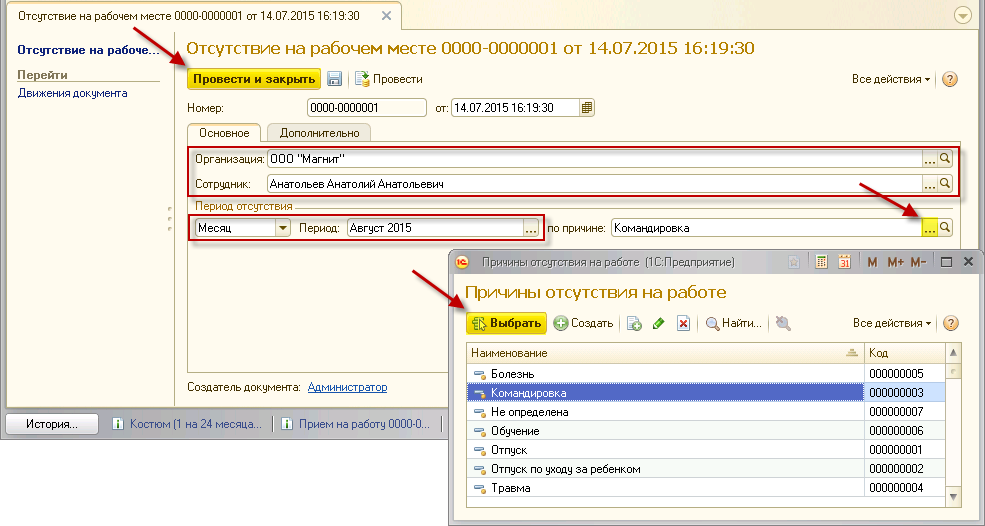 Отсутствие на рабочем месте 0000-0000001 от 14.07.2015 16:19:30
Отсутствие на рабоче...
Перейти
Движения документа
Отсутствие на рабочем месте 0000-0000001 от 14.07.2015 16:19:30
Провести и закрыть Провести Все действия
Номер: 0000-0000001 от: 14.07.2015 16:19:30
Основное Дополнительно
Организация: ООО "Магнит" ...
Сотрудник: Анатольев Анатолий Анатольевич ...
Период отсутствия
Месяц Период: Август 2015 ... по причине: Командировка ...
Создатель документа: Администратор
История... Костюм (1 на 24 месяца... Прием на работу 0000-0...
1С Причины отсутствия на работе (1С:Предприятие) 31 M M+ M-
Причины отсутствия на работе
Выбрать Создать Найти... Все действия ?
Наименование Код
Болезнь 000000005
Командировка 000000003
Не определена 000000007
Обучение 000000006
Отпуск 000000001
Отпуск по уходу за ребенком 000000002
Травма 000000004